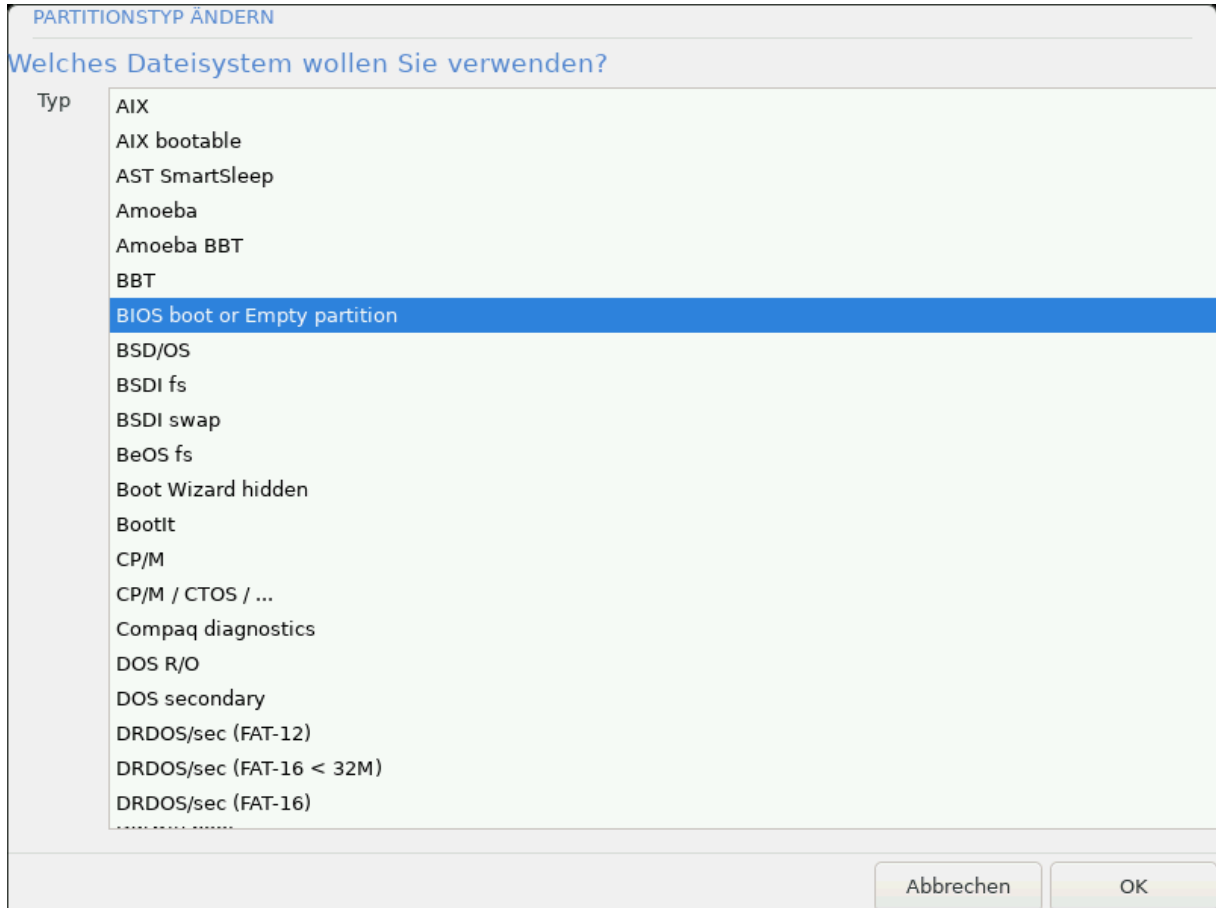 PARTITIONSTYP ÄNDERN
Welches Dateisystem wollen Sie verwenden?
Typ
AIX
AIX bootable
AST SmartSleep
Amoeba
Amoeba BBT
BBT
BIOS boot or Empty partition
BSD/OS
BSDI fs
BSDI swap
BeOS fs
Boot Wizard hidden
BootIt
CP/M
CP/M / CTOS / ...
Compaq diagnostics
DOS R/O
DOS secondary
DRDOS/sec (FAT-12)
DRDOS/sec (FAT-16 < 32M)
DRDOS/sec (FAT-16)
Abbrechen
OK